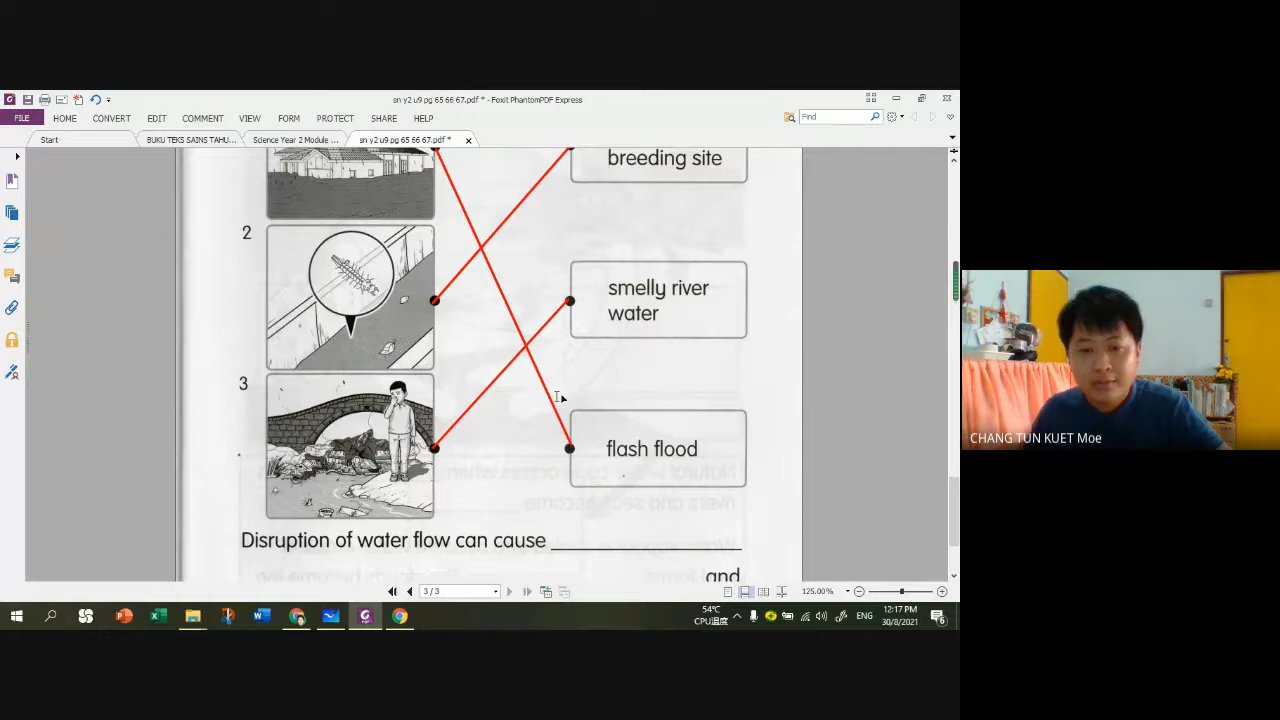 sn y2 u9 pg 65 66 67.pdf * - Foxit PhantomPDF Express
FILE HOME CONVERT EDIT COMMENT VIEW FORM PROTECT SHARE HELP
Find
Start
BUKU TEKS SAINS TAHU...
Science Year 2 Module ...
sn y2 u9 pg 65 66 67.pdf *
breeding site
2
smelly river
water
3
flash flood
Disruption of water flow can cause
and
CHANG TUN KUET Moe
3 / 3
125.00%
54℃
CPU温度
ENG
12:17 PM
30/8/2021
6